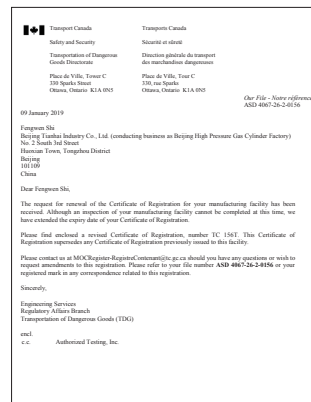 Transport Canada Transports Canada
Safety and Security Sécurité et sûreté
Transportation of Dangerous Direction générale du transport
Goods Directorate des marchandises dangereuses
Place de Ville, Tower C Place de Ville, Tour C
330 Sparks Street 330, rue Sparks
Ottawa, Ontario K1A 0N5 Ottawa, Ontario K1A 0N5
Our File - Notre référence
ASD 4067-26-2-0156
09 January 2019
Fengwen Shi
Beijing Tianhai Industry Co., Ltd. (conducting business as Beijing High Pressure Gas Cylinder Factory)
No. 2 South 3rd Street
Huoxian Town, Tongzhou District
Beijing
101109
China
Dear Fengwen Shi,
The request for renewal of the Certificate of Registration for your manufacturing facility has been
received. Although an inspection of your manufacturing facility cannot be completed at this time, we
have extended the expiry date of your Certificate of Registration.
Please find enclosed a revised Certificate of Registration, number TC 156T. This Certificate of
Registration supersedes any Certificate of Registration previously issued to this facility.
Please contact us at MOCRegister-RegistreContenant@tc.gc.ca should you have any questions or wish to
request amendments to this registration. Please refer to your file number ASD 4067-26-2-0156 or your
registered mark in any correspondence related to this registration.
Sincerely,
Engineering Services
Regulatory Affairs Branch
Transportation of Dangerous Goods (TDG)
encl.
c.c. Authorized Testing, Inc.